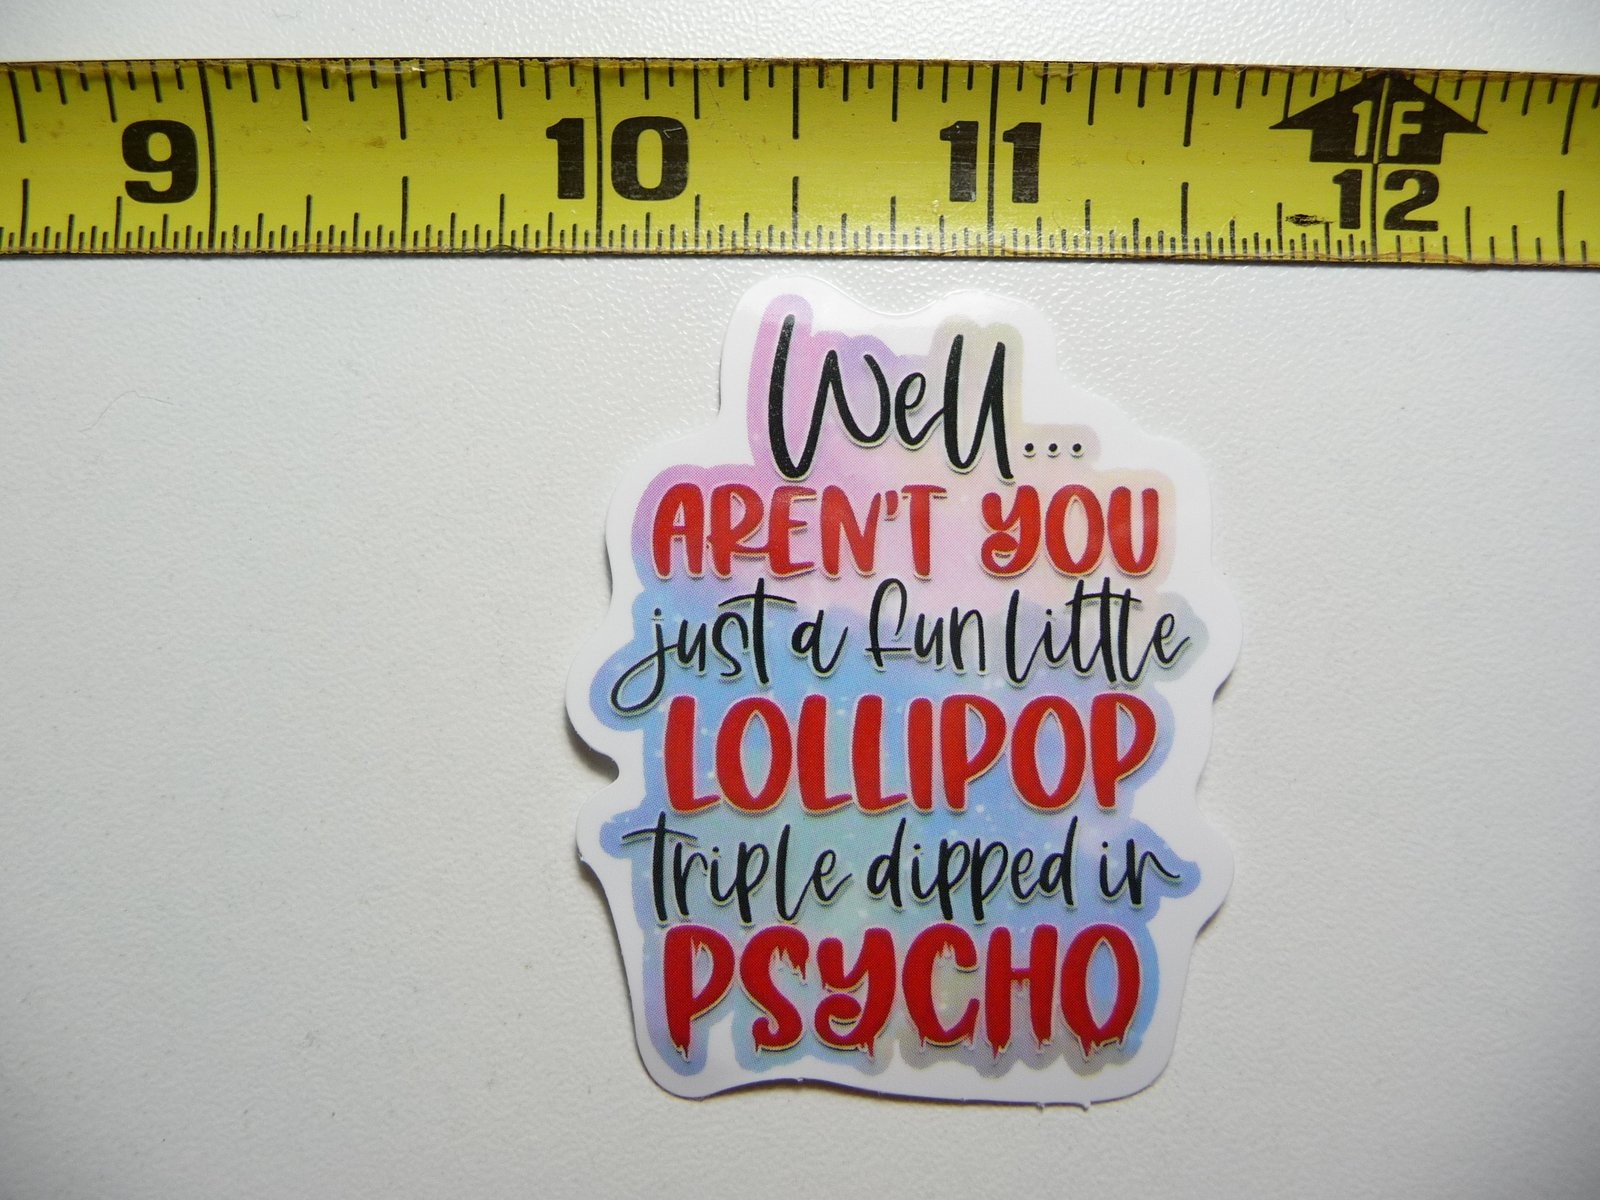 9 10 11 1F
12
Well...
AREN'T YOU
just a fun little
LOLLIPOP
triple dipped in
PSYCHO